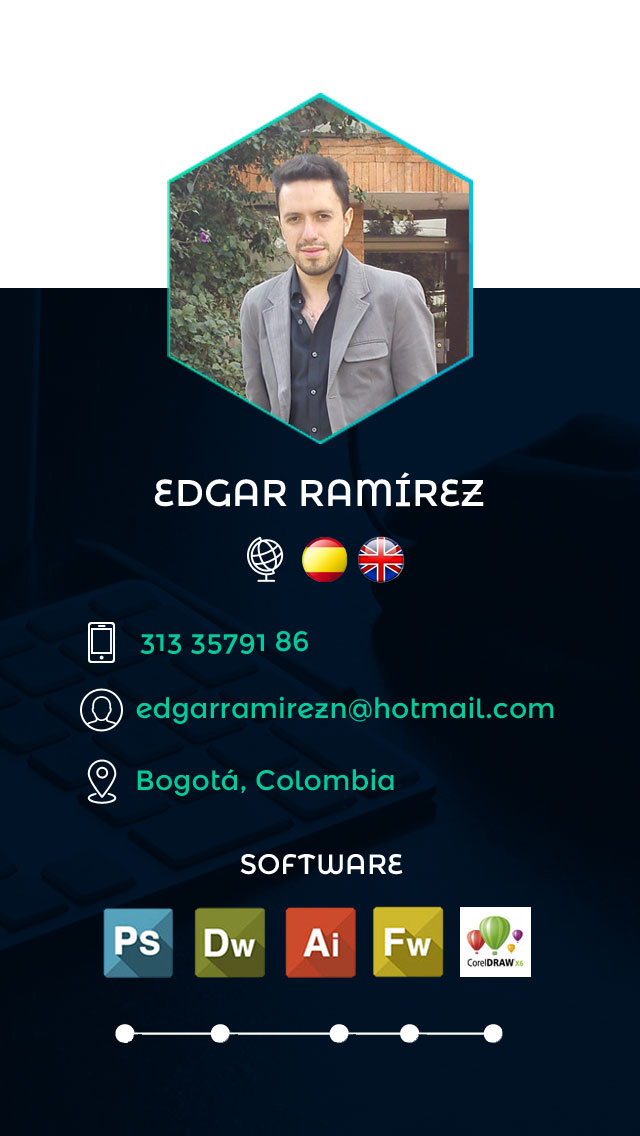 EDGAR RAMÍREZ
313 35791 86
edgarramirezn@hotmail.com
Bogotá, Colombia
SOFTWARE
Ps Dw Ai Fw CorelDRAW X6